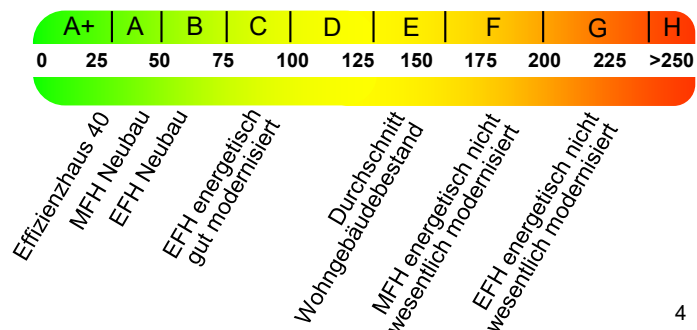 A+ A B C D E F G H
0 25 50 75 100 125 150 175 200 225 >250
Effizienzhaus 40
MFH Neubau
EFH Neubau
EFH energetisch
gut modernisiert
Durchschnitt
Wohngebäudebestand
MFH energetisch nicht
wesentlich modernisiert
EFH energetisch nicht
wesentlich modernisiert
4